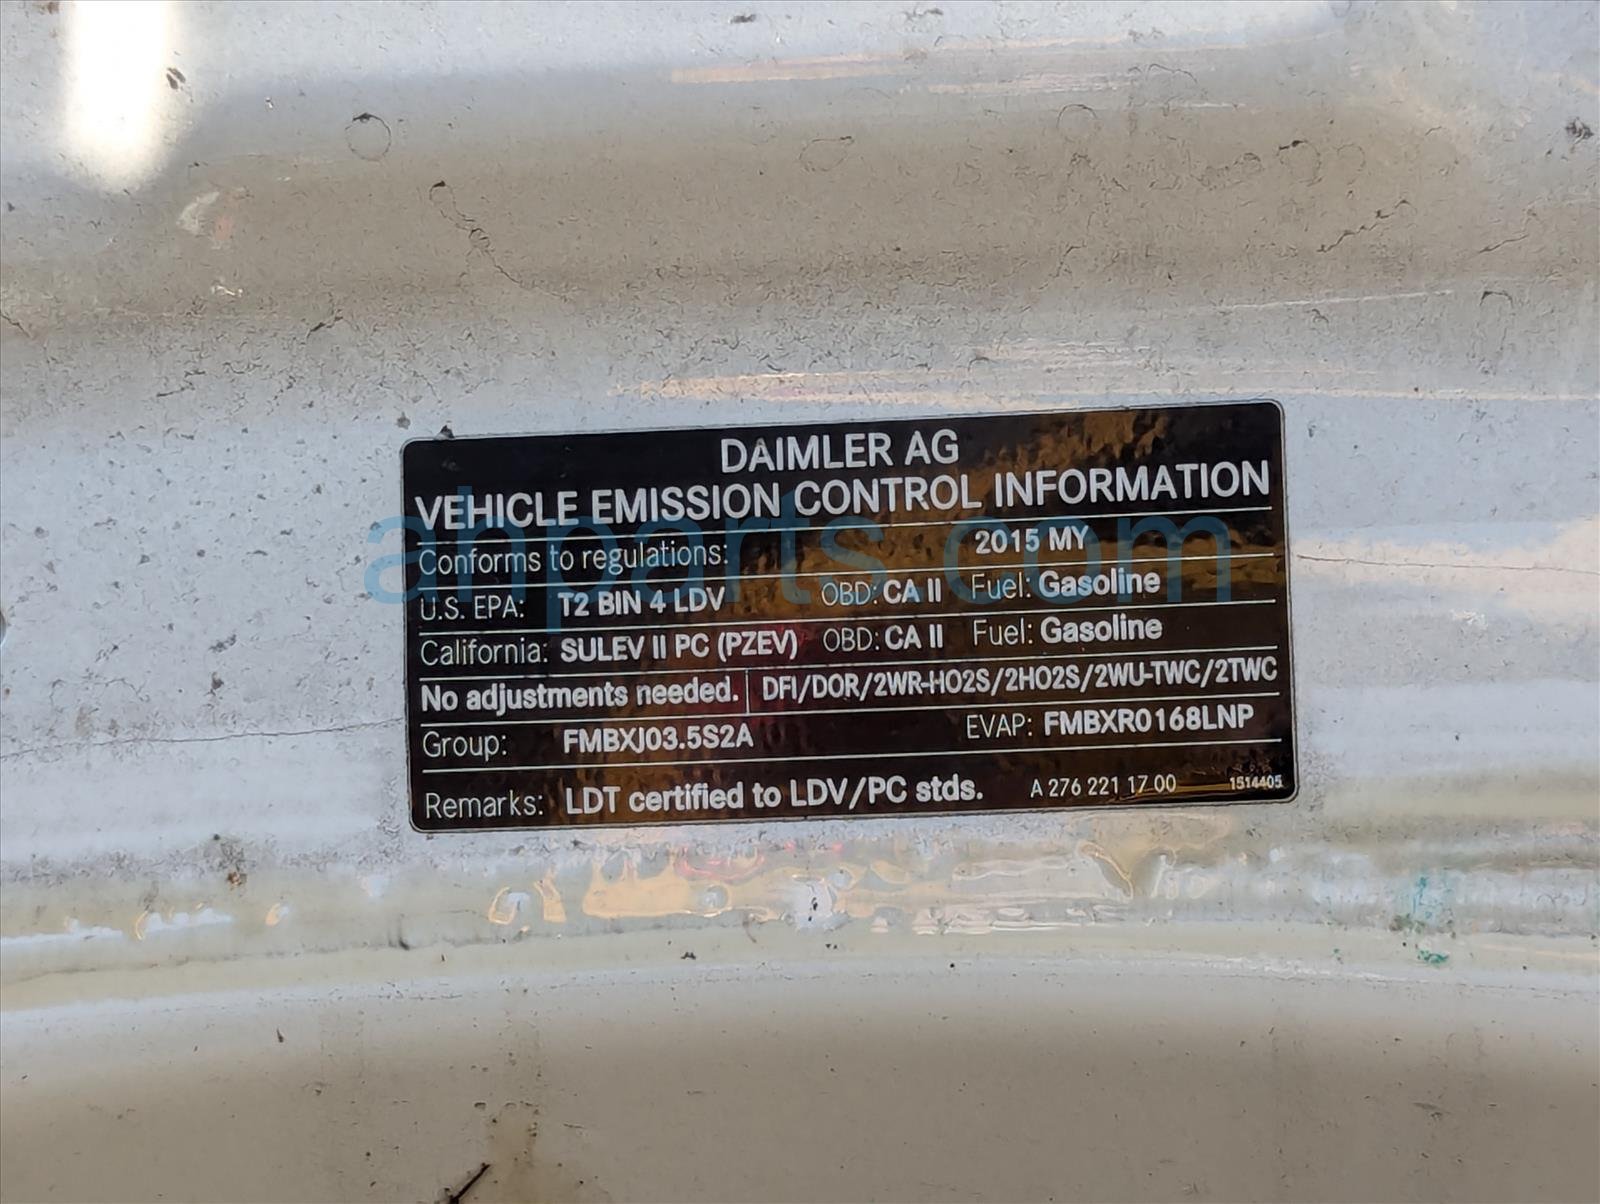 DAIMLER AG
VEHICLE EMISSION CONTROL INFORMATION
Conforms to regulations: 2015 MY
U.S. EPA: T2 BIN 4 LDV OBD: CA II Fuel: Gasoline
California: SULEV II PC (PZEV) OBD: CA II Fuel: Gasoline
No adjustments needed. DFI/DOR/2WR-HO2S/2HO2S/2WU-TWC/2TWC
Group: FMBXJ03.5S2A EVAP: FMBXR0168LNP
Remarks: LDT certified to LDV/PC stds. A 276 221 17 00 1514405
ahparts.com